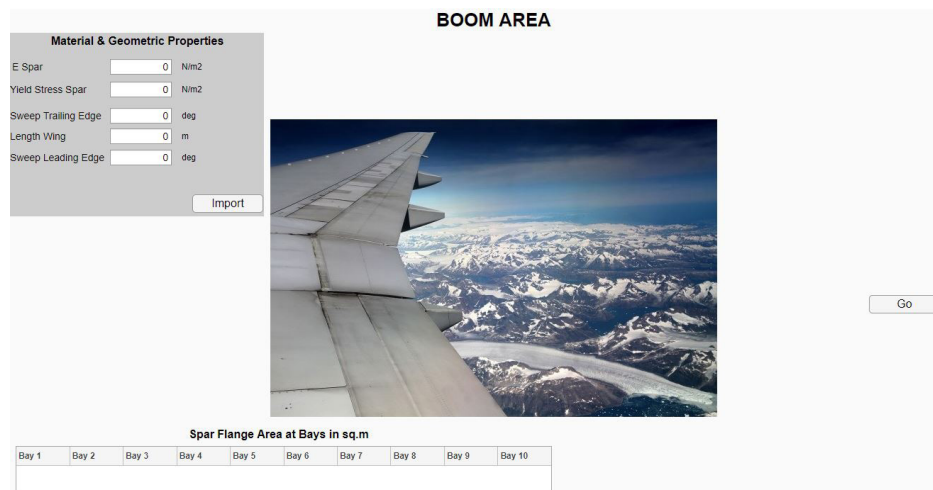 BOOM AREA
Material & Geometric Properties
E Spar 0 N/m2
Yield Stress Spar 0 N/m2
Sweep Trailing Edge 0 deg
Length Wing 0 m
Sweep Leading Edge 0 deg
Import
Go
Spar Flange Area at Bays in sq.m
Bay 1 Bay 2 Bay 3 Bay 4 Bay 5 Bay 6 Bay 7 Bay 8 Bay 9 Bay 10